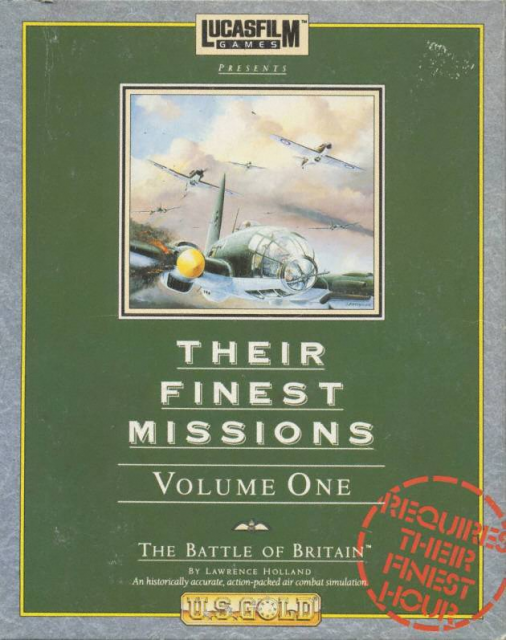 LUCASFILM™
GAMES
PRESENTS
THEIR
FINEST
MISSIONS
VOLUME ONE
THE BATTLE OF BRITAIN™
BY LAWRENCE HOLLAND
An historically accurate, action-packed air combat simulation.
U.S. GOLD
REQUIRES
THEIR
FINEST
HOUR